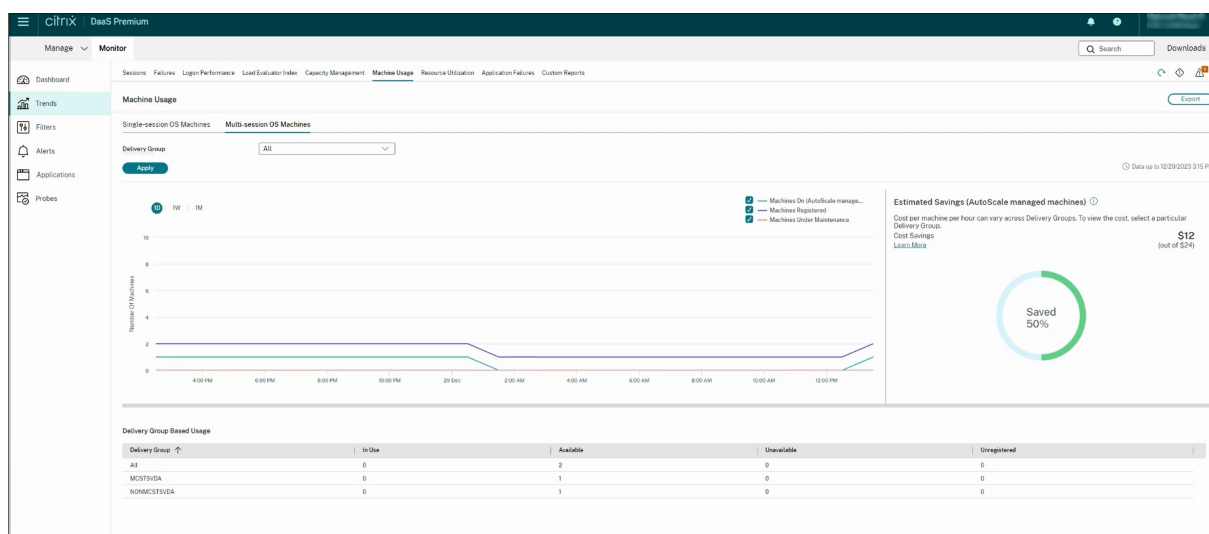 citrix | DaaS Premium
Manage Monitor Search Downloads
Dashboard
Trends
Filters
Alerts
Applications
Probes
Sessions Failures Logon Performance Load Evaluator Index Capacity Management Machine Usage Resource Utilization Application Failures Custom Reports
Machine Usage Export
Single-session OS Machines Multi-session OS Machines
Delivery Group All
Apply Data up to 12/29/2023 3:15 P
1D 1W 1M
Machines On (AutoScale manage...
Machines Registered
Machines Under Maintenance
Number Of Machines
10
8
6
4
2
0
4:00 PM 6:00 PM 8:00 PM 10:00 PM 29 Dec 2:00 AM 4:00 AM 6:00 AM 8:00 AM 10:00 AM 12:00 PM
Estimated Savings (AutoScale managed machines)
Cost per machine per hour can vary across Delivery Groups. To view the cost, select a particular
Delivery Group.
Cost Savings $12
Learn More (out of $24)
Saved
50%
Delivery Group Based Usage
Delivery Group In Use Available Unavailable Unregistered
All 0 2 0 0
MCSTSVDA 0 1 0 0
NONMCSTSVDA 0 1 0 0